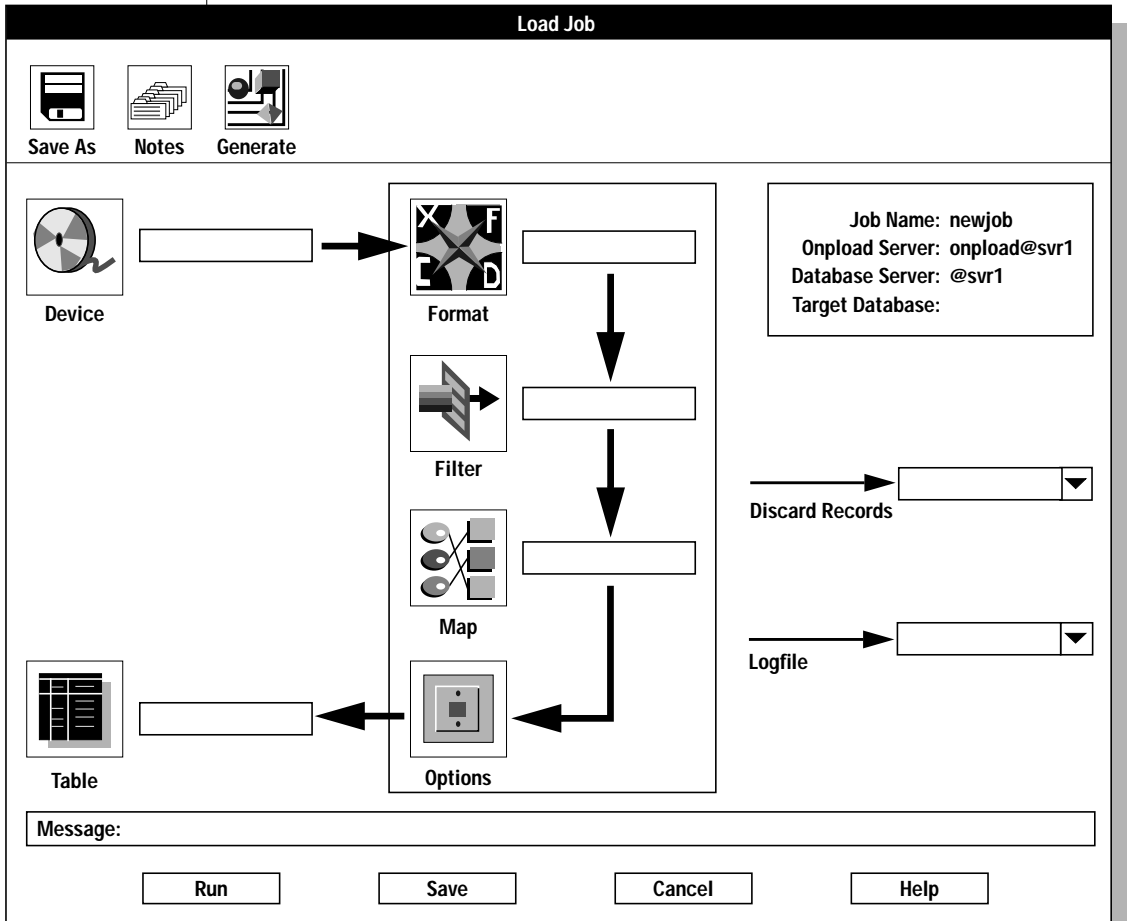 Load Job
Save As
Notes
Generate
Device
X F
E D
Format
Job Name: newjob
Onpload Server: onpload@svr1
Database Server: @svr1
Target Database:
Filter
Discard Records
Map
Logfile
Table
Options
Message:
Run
Save
Cancel
Help